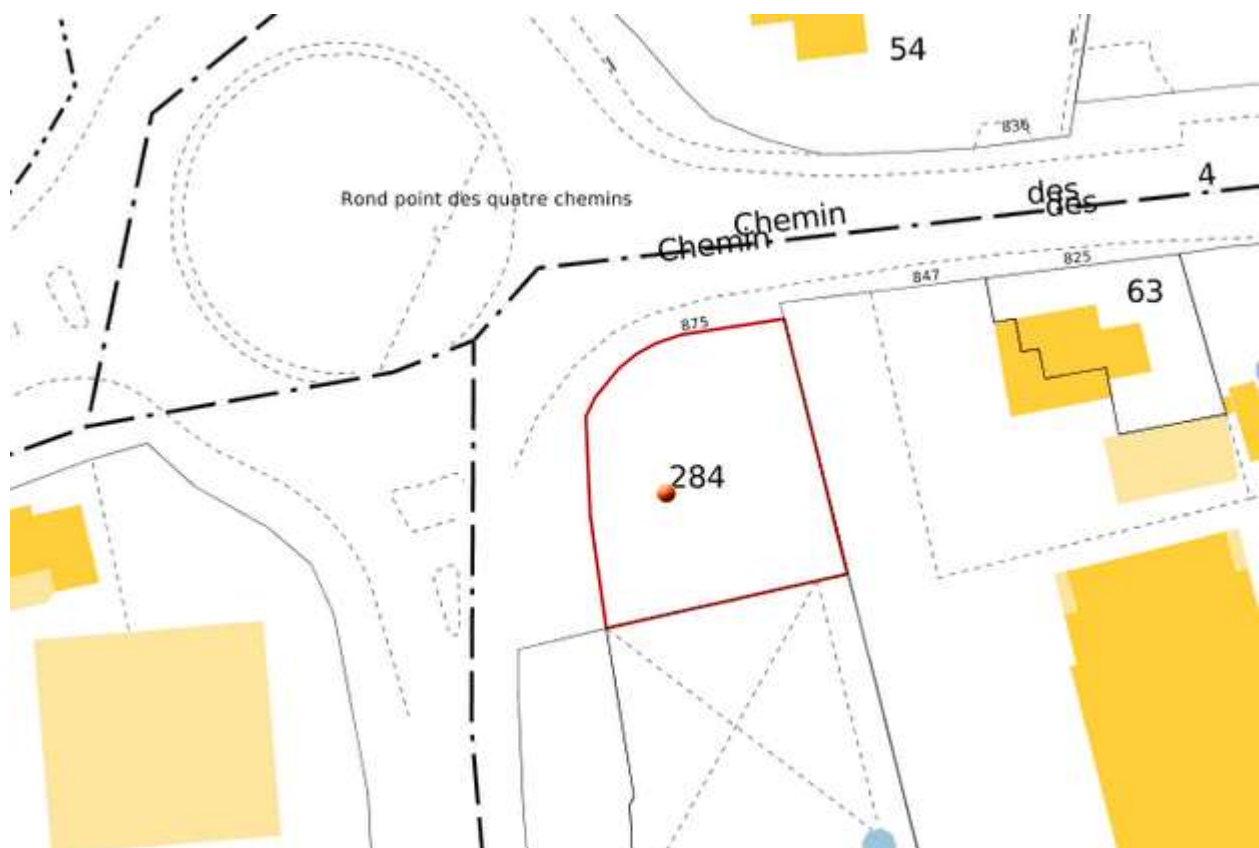 54
836
Rond point des quatre chemins
4
des
des
Chemin
Chemin
825
847
63
875
284